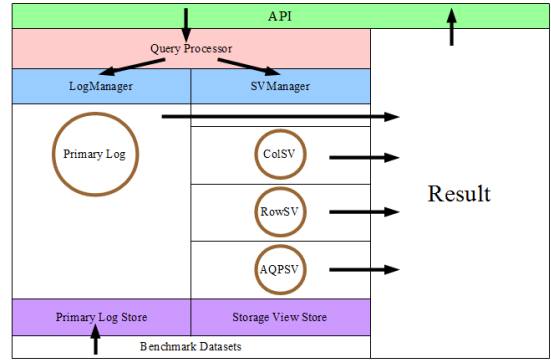 API
Query Processor
LogManager
SVManager
Primary Log
ColSV
RowSV
AQPSV
Result
Primary Log Store
Storage View Store
Benchmark Datasets